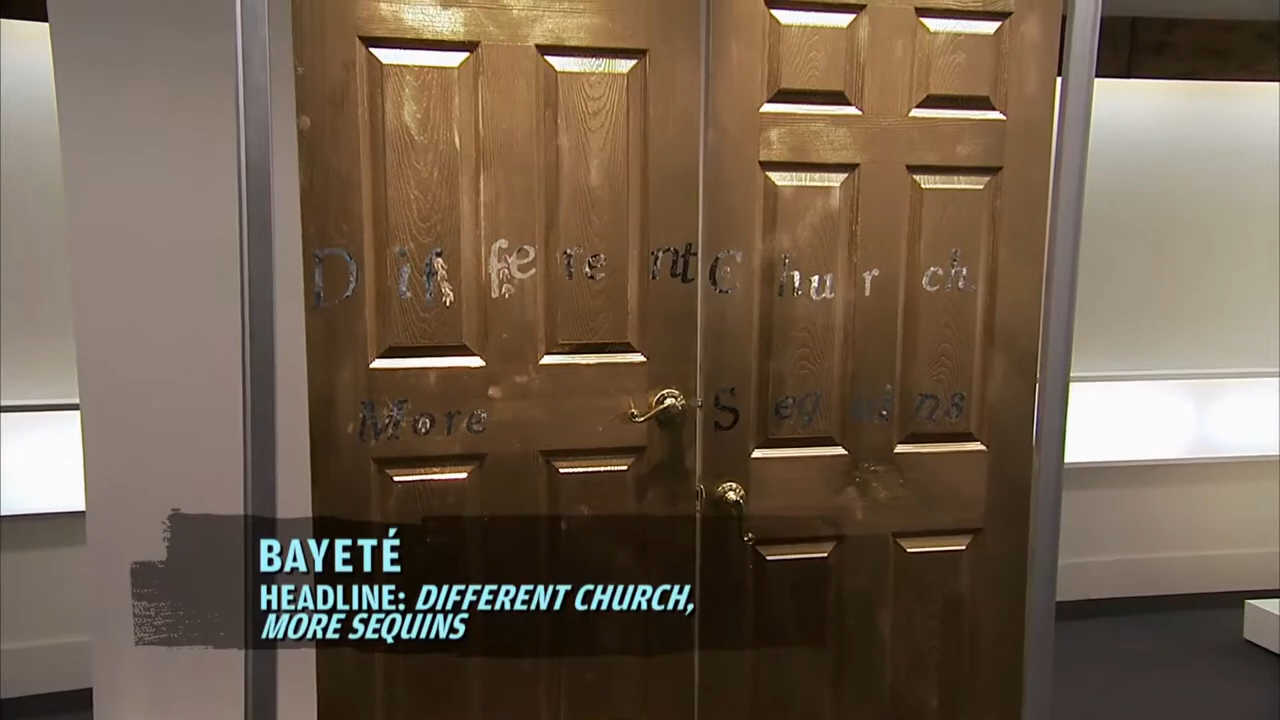 Different Church
More Sequins
BAYETÉ
HEADLINE: DIFFERENT CHURCH,
MORE SEQUINS